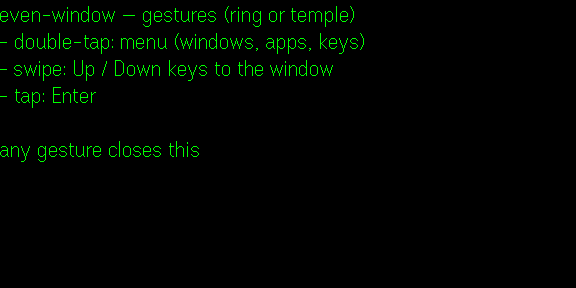 even-window — gestures (ring or temple)
- double-tap: menu (windows, apps, keys)
- swipe: Up / Down keys to the window
- tap: Enter
any gesture closes this